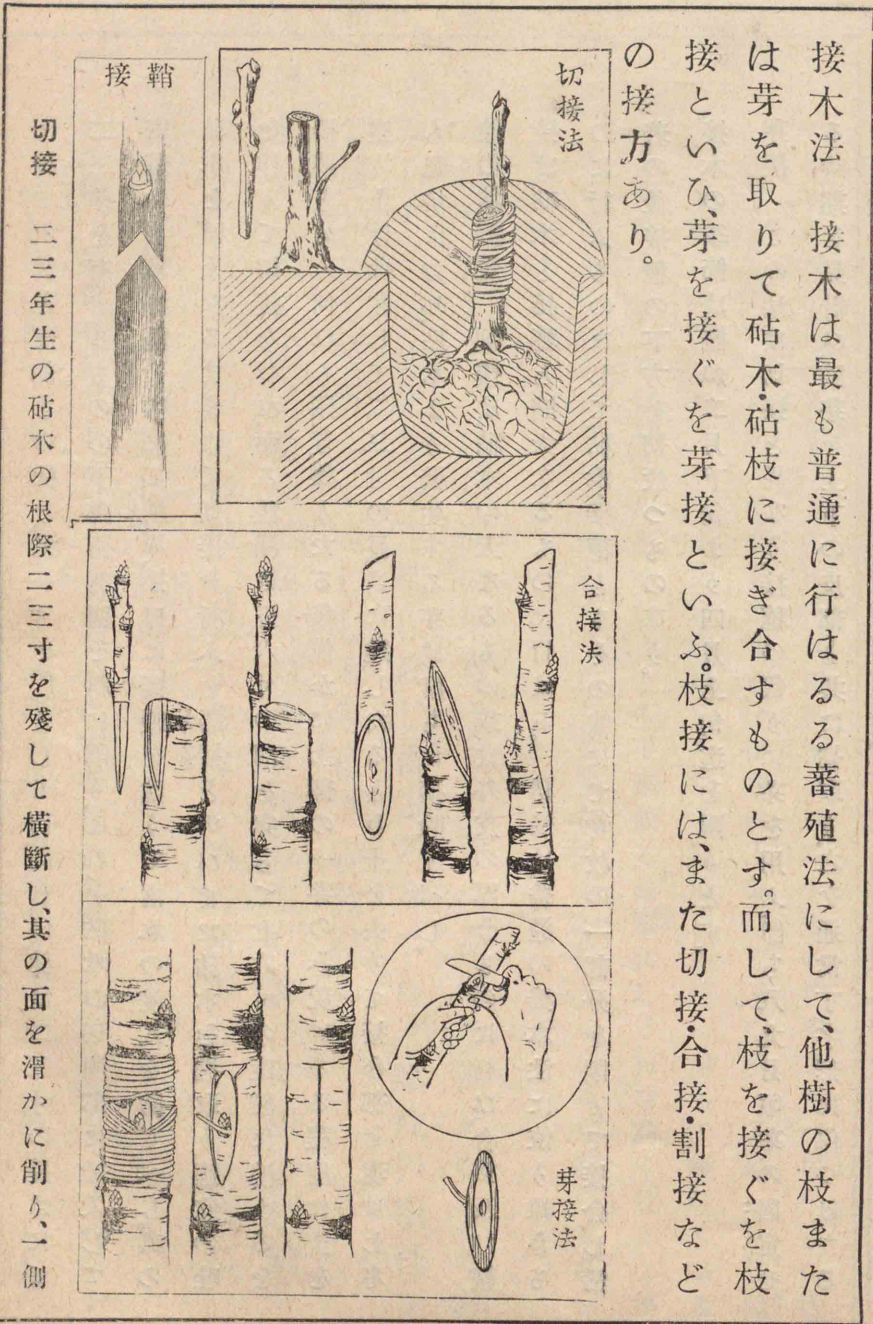 接木法　接木は最も普通に行はるる蕃殖法にして、他樹の枝また
は芽を取りて砧木・砧枝に接ぎ合すものとす。而して、枝を接ぐを枝
接といひ、芽を接ぐを芽接といふ。枝接には、また切接・合接・割接など
の接方あり。
切接法
鞘接
合接法
芽接法
切接　二三年生の砧木の根際二三寸を殘して橫斷し、其の面を滑かに削り、一側